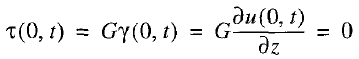 τ(0, t) = Gγ(0, t) = G ∂u(0, t)/∂z = 0